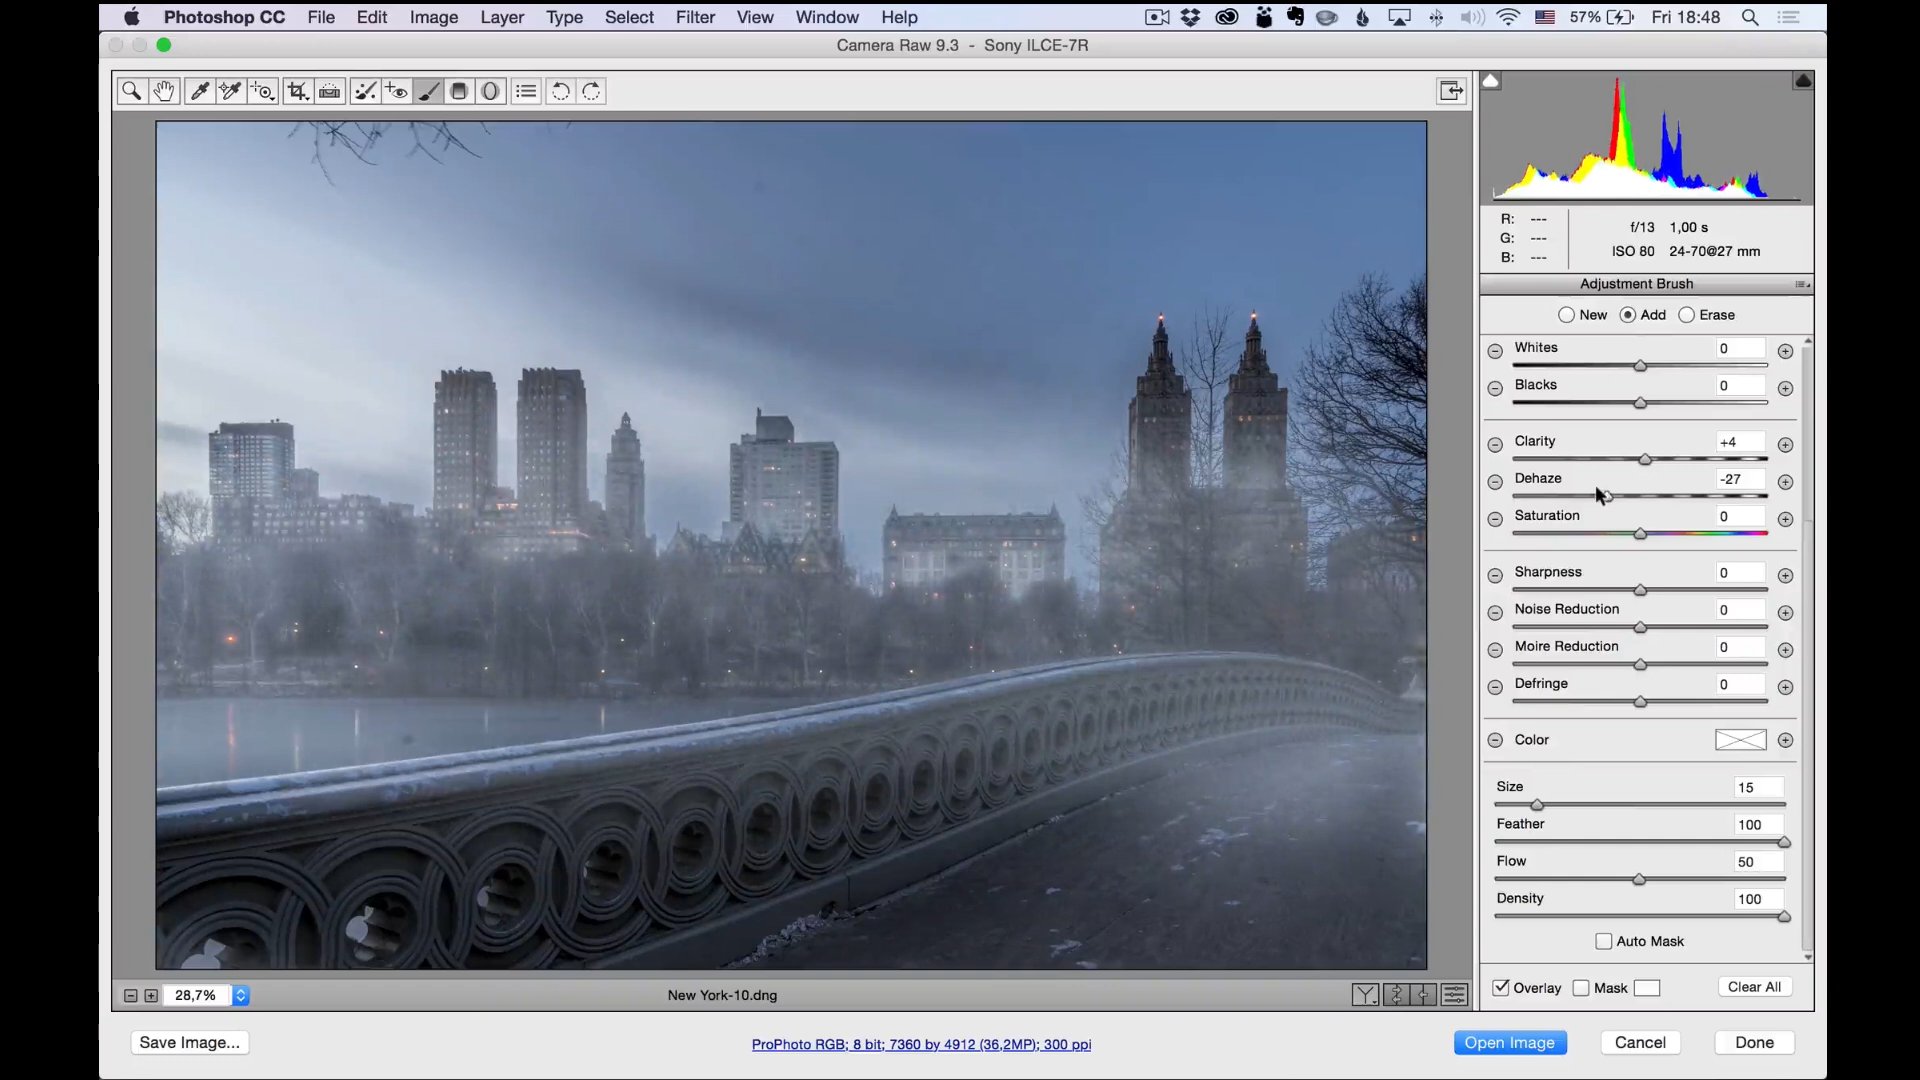 Photoshop CC File Edit Image Layer Type Select Filter View Window Help 57% Fri 18:48
Camera Raw 9.3 - Sony ILCE-7R
R: ---
G: ---
B: ---
f/13 1,00 s
ISO 80 24-70@27 mm
Adjustment Brush
New Add Erase
Whites 0
Blacks 0
Clarity +4
Dehaze -27
Saturation 0
Sharpness 0
Noise Reduction 0
Moire Reduction 0
Defringe 0
Color
Size 15
Feather 100
Flow 50
Density 100
Auto Mask
28,7% New York-10.dng Overlay Mask Clear All
Save Image... ProPhoto RGB; 8 bit; 7360 by 4912 (36,2MP); 300 ppi Open Image Cancel Done